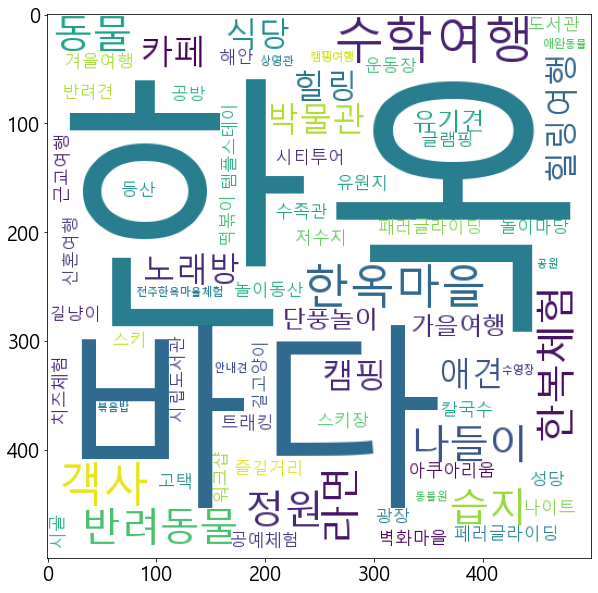 0
동물
카페
식당
수학여행
도서관
애완동물
겨울여행
해안
상영관
캠핑여행
운동장
힐링여행
반려견
공방
힐링
100
박물관
유기견
글램핑
한옥
근교여행
등산
떡볶이
템플스테이
시티투어
유원지
수족관
200
저수지
패러글라이딩
놀이마당
신혼여행
노래방
공원
전주한옥마을체험
놀이동산
한옥마을
길냥이
단풍놀이
가을여행
한복체험
300
스키
바다
치즈체험
시립도서관
안내견
길고양이
캠핑
애견
수영장
볶음밥
트래킹
스키장
칼국수
400
나들이
객사
고택
워크샵
즐길거리
라면
아쿠아리움
성당
정원
동물원
습지
나이트
시골
반려동물
공예체험
광장
벽화마을
패러글라이딩
0 100 200 300 400